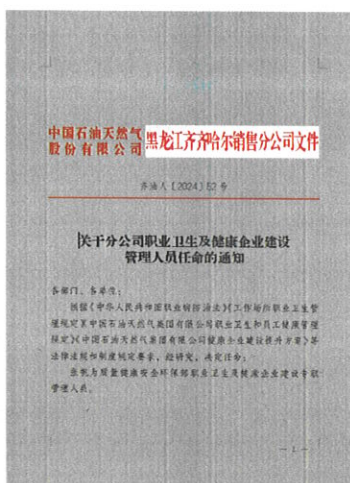 中国石油天然气
股份有限公司 黑龙江齐齐哈尔销售分公司文件
齐油人〔2024〕52号
关于分公司职业卫生及健康企业建设
管理人员任命的通知
各部门、各单位:
根据《中华人民共和国职业病防治法》《工作场所职业卫生管
理规定》《中国石油天然气集团有限公司职业卫生和员工健康管理
规定》《中国石油天然气集团有限公司健康企业建设提升方案》等
法律法规和制度规定要求,经研究,决定任命:
为质量健康安全环保部职业卫生及健康企业建设专职
管理人员。
- 1 -